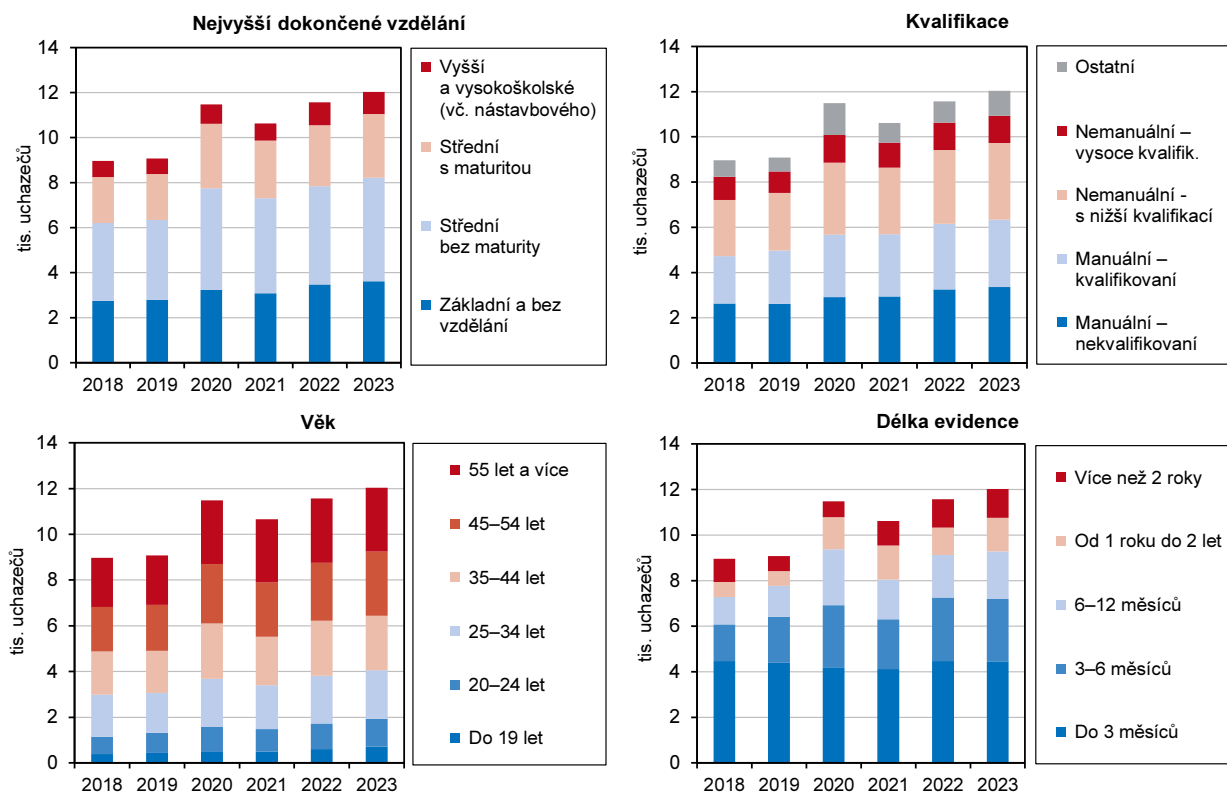 Nejvyšší dokončené vzdělání
14
12
10
8
6
4
2
0
tis. uchazečů
2018 2019 2020 2021 2022 2023
Vyšší
a vysokoškolské
(vč. nástavbového)
Střední
s maturitou
Střední
bez maturity
Základní a bez
vzdělání
Kvalifikace
14
12
10
8
6
4
2
0
tis. uchazečů
2018 2019 2020 2021 2022 2023
Ostatní
Nemanuální –
vysoce kvalifik.
Nemanuální -
s nižší kvalifikací
Manuální –
kvalifikovaní
Manuální –
nekvalifikovaní
Věk
14
12
10
8
6
4
2
0
tis. uchazečů
2018 2019 2020 2021 2022 2023
55 let a více
45–54 let
35–44 let
25–34 let
20–24 let
Do 19 let
Délka evidence
14
12
10
8
6
4
2
0
tis. uchazečů
2018 2019 2020 2021 2022 2023
Více než 2 roky
Od 1 roku do 2 let
6–12 měsíců
3–6 měsíců
Do 3 měsíců